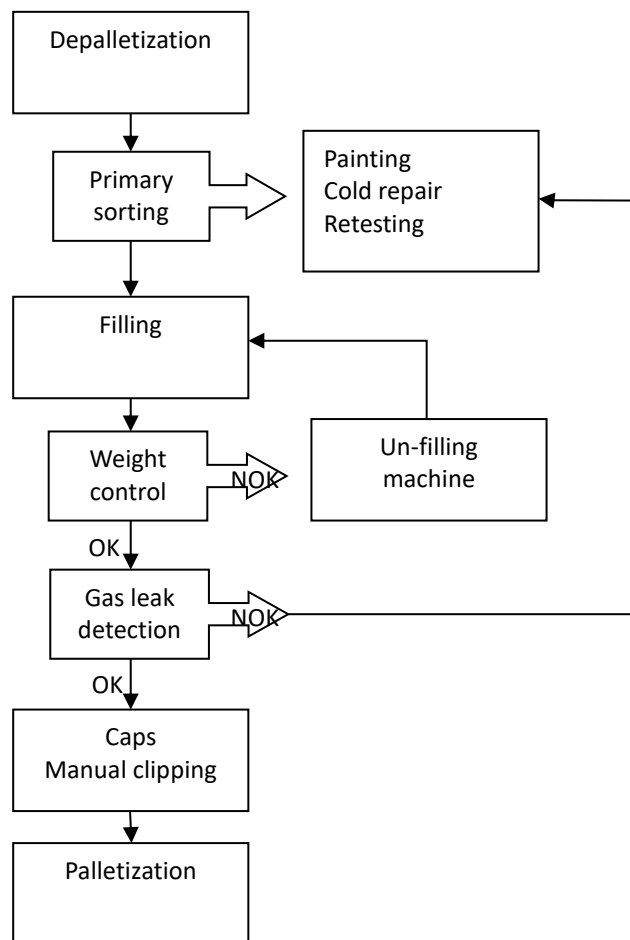 Depalletization
Primary
sorting
Painting
Cold repair
Retesting
Filling
Weight
control
NOK
Un-filling
machine
OK
Gas leak
detection
NOK
OK
Caps
Manual clipping
Palletization